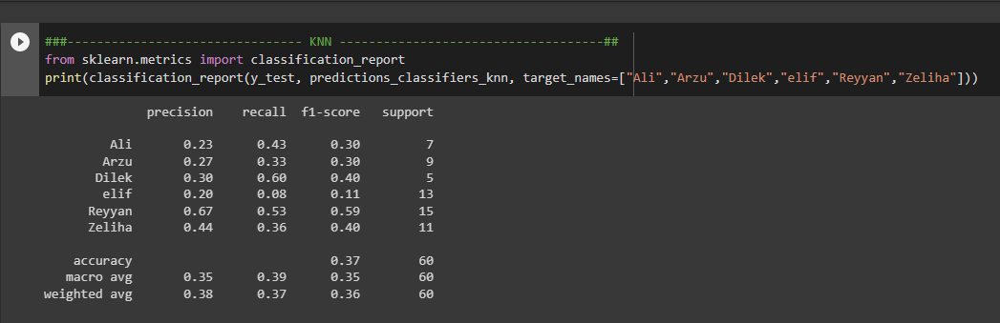 ###------------------------------- KNN ----------------------------------##
from sklearn.metrics import classification_report
print(classification_report(y_test, predictions_classifiers_knn, target_names=["Ali","Arzu","Dilek","elif","Reyyan","Zeliha"]))
precision recall f1-score support
Ali 0.23 0.43 0.30 7
Arzu 0.27 0.33 0.30 9
Dilek 0.30 0.60 0.40 5
elif 0.20 0.08 0.11 13
Reyyan 0.67 0.53 0.59 15
Zeliha 0.44 0.36 0.40 11
accuracy 0.37 60
macro avg 0.35 0.39 0.35 60
weighted avg 0.38 0.37 0.36 60